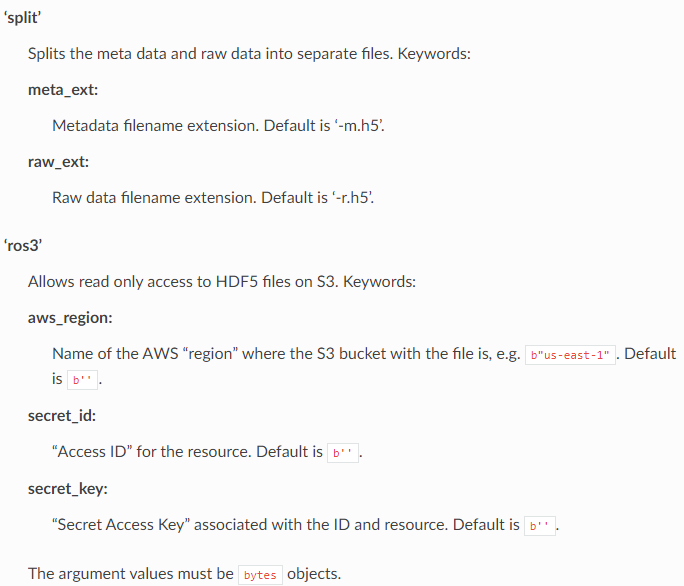 ‘split’
Splits the meta data and raw data into separate files. Keywords:
meta_ext:
Metadata filename extension. Default is ‘-m.h5’.
raw_ext:
Raw data filename extension. Default is ‘-r.h5’.
‘ros3’
Allows read only access to HDF5 files on S3. Keywords:
aws_region:
Name of the AWS “region” where the S3 bucket with the file is, e.g. b"us-east-1" . Default
is b'' .
secret_id:
“Access ID” for the resource. Default is b'' .
secret_key:
“Secret Access Key” associated with the ID and resource. Default is b'' .
The argument values must be bytes objects.